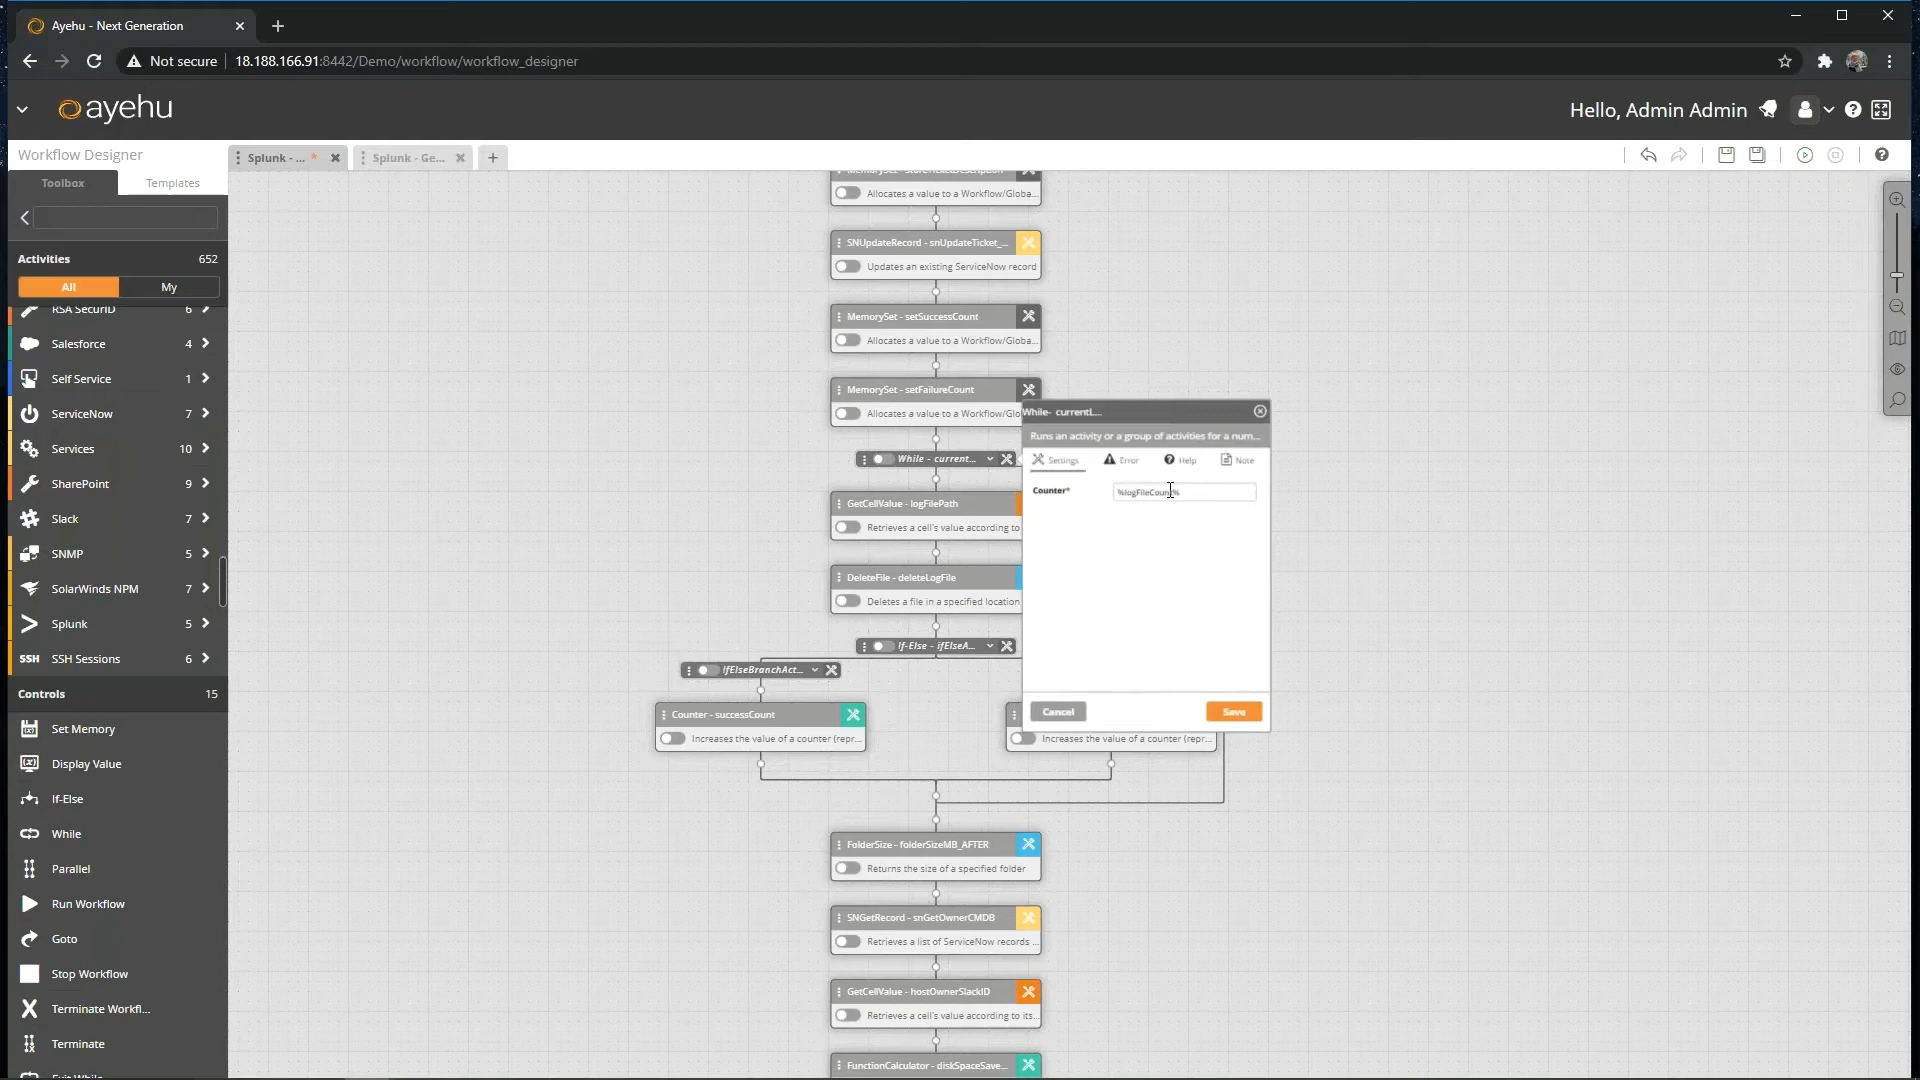 Ayehu - Next Generation
Not secure 18.188.166.91:8442/Demo/workflow/workflow_designer
ayehu
Hello, Admin Admin
Workflow Designer
Splunk - ... *
Splunk - Ge...
Toolbox
Templates
Activities 652
All
My
RSA SecurID 6
Salesforce 4
Self Service 1
ServiceNow 7
Services 10
SharePoint 9
Slack 7
SNMP 5
SolarWinds NPM 7
Splunk 5
SSH SSH Sessions 6
Controls 15
Set Memory
Display Value
If-Else
While
Parallel
Run Workflow
Goto
Stop Workflow
Terminate Workfl...
Terminate
Exit While
Allocates a value to a Workflow/Globa...
SNUpdateRecord - snUpdateTicket_...
Updates an existing ServiceNow record
MemorySet - setSuccessCount
Allocates a value to a Workflow/Globa...
MemorySet - setFailureCount
Allocates a value to a Workflow/Glo
While - current...
GetCellValue - logFilePath
Retrieves a cell's value according to
DeleteFile - deleteLogFile
Deletes a file in a specified location
If-Else - ifElseA...
IfElseBranchAct...
Counter - successCount
Increases the value of a counter (repr...
Increases the value of a counter (repr...
While- currentL...
Runs an activity or a group of activities for a num...
Settings
Error
Help
Note
Counter* %logFileCount%
Cancel
Save
FolderSize - folderSizeMB_AFTER
Returns the size of a specified folder
SNGetRecord - snGetOwnerCMDB
Retrieves a list of ServiceNow records ...
GetCellValue - hostOwnerSlackID
Retrieves a cell's value according to its...
FunctionCalculator - diskSpaceSave...